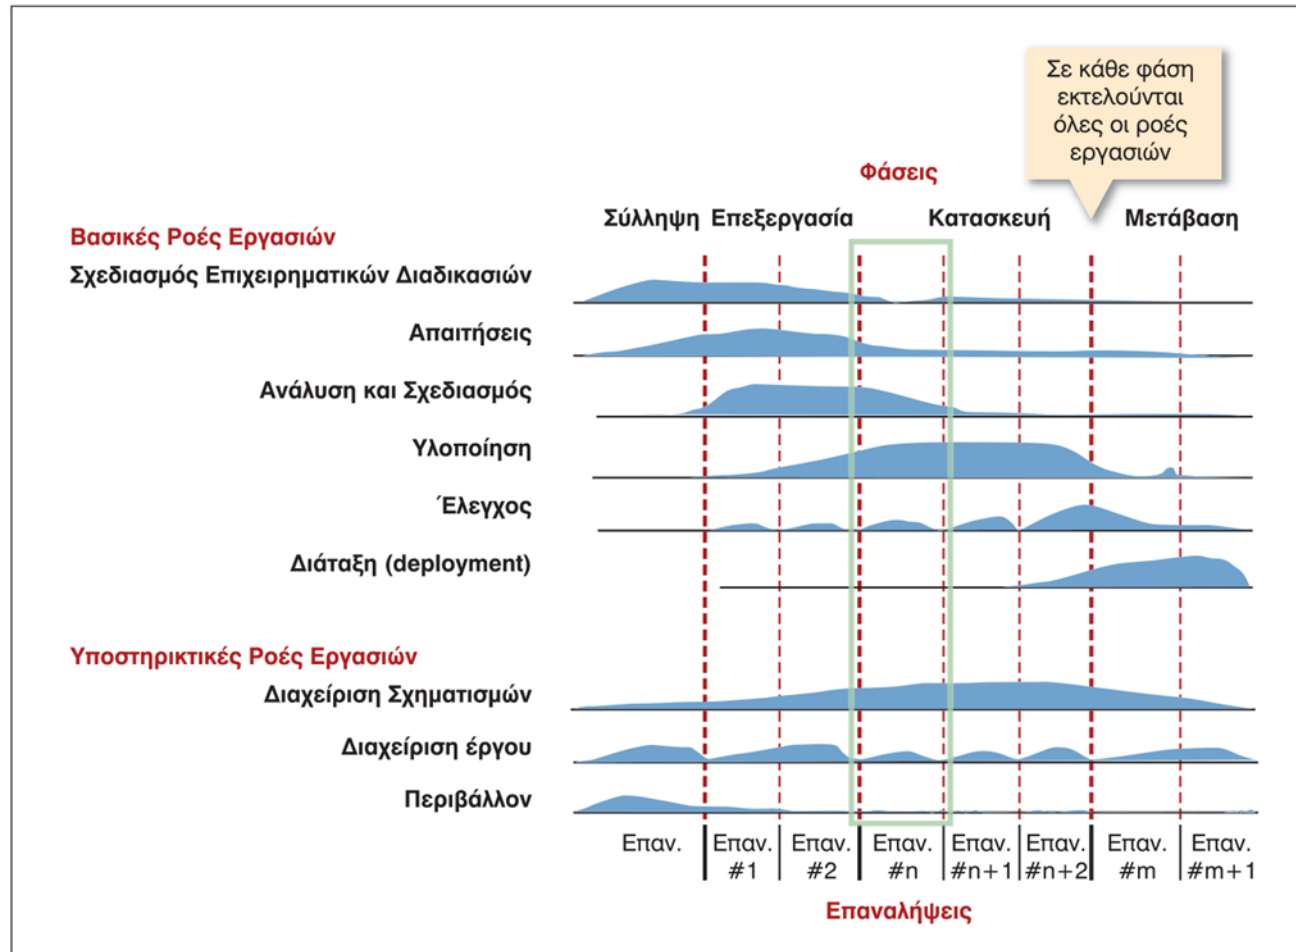 Σε κάθε φάση
εκτελούνται
όλες οι ροές
εργασιών
Φάσεις
Σύλληψη Επεξεργασία Κατασκευή Μετάβαση
Βασικές Ροές Εργασιών
Σχεδιασμός Επιχειρηματικών Διαδικασιών
Απαιτήσεις
Ανάλυση και Σχεδιασμός
Υλοποίηση
Έλεγχος
Διάταξη (deployment)
Υποστηρικτικές Ροές Εργασιών
Διαχείριση Σχηματισμών
Διαχείριση έργου
Περιβάλλον
Επαν. Επαν. Επαν. Επαν. Επαν. Επαν. Επαν. Επαν.
#1 #2 #n #n+1 #n+2 #m #m+1
Επαναλήψεις